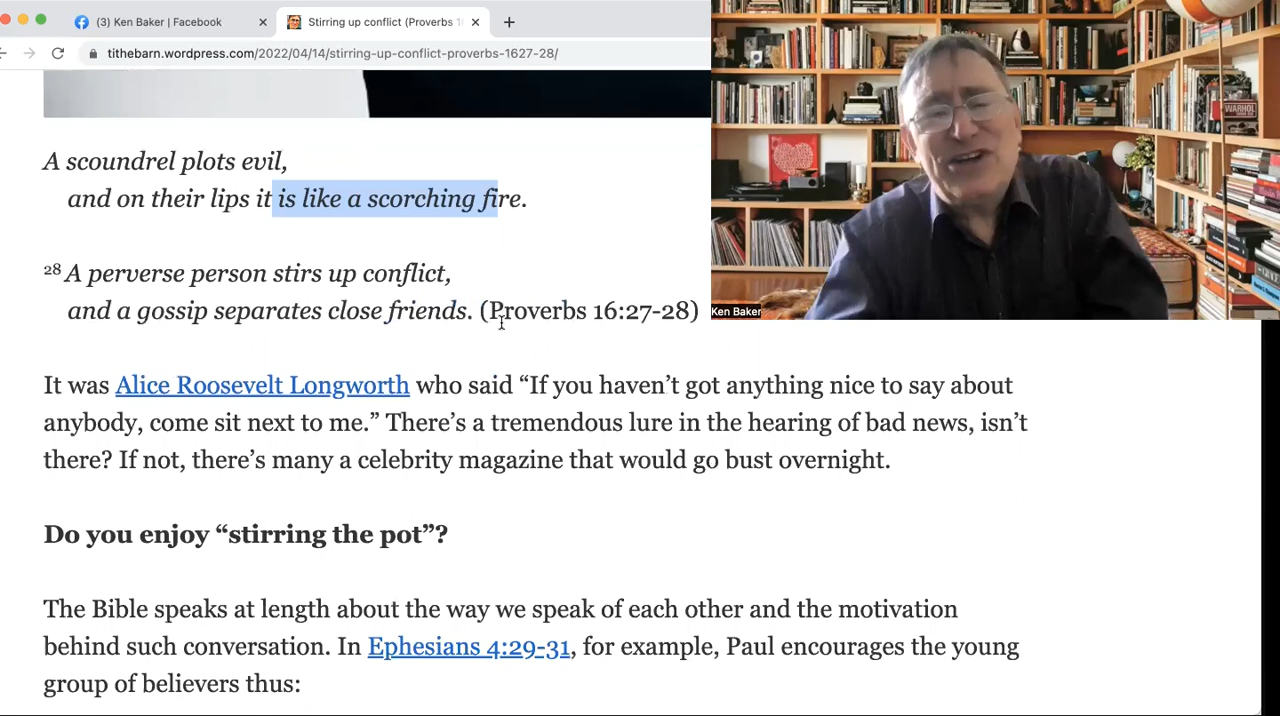 (3) Ken Baker | Facebook
Stirring up conflict (Proverbs 1
tithebarn.wordpress.com/2022/04/14/stirring-up-conflict-proverbs-1627-28/
A scoundrel plots evil,
and on their lips it is like a scorching fire.
28 A perverse person stirs up conflict,
and a gossip separates close friends. (Proverbs 16:27-28)
It was Alice Roosevelt Longworth who said “If you haven’t got anything nice to say about
anybody, come sit next to me.” There’s a tremendous lure in the hearing of bad news, isn’t
there? If not, there’s many a celebrity magazine that would go bust overnight.
Do you enjoy “stirring the pot”?
The Bible speaks at length about the way we speak of each other and the motivation
behind such conversation. In Ephesians 4:29-31, for example, Paul encourages the young
group of believers thus:
WARHOL
Ken Baker